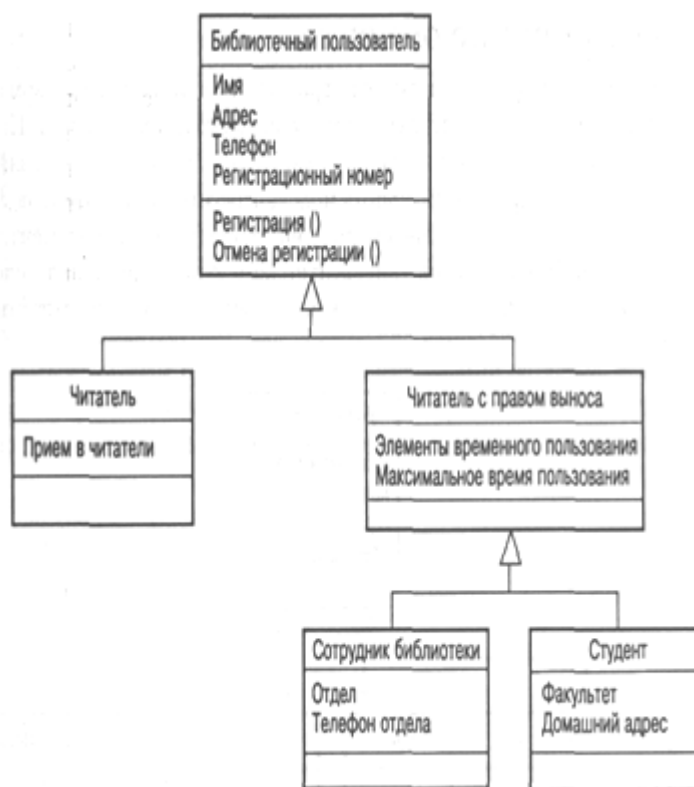 Библиотечный пользователь
Имя
Адрес
Телефон
Регистрационный номер
Регистрация ()
Отмена регистрации ()
Читатель
Прием в читатели
Читатель с правом выноса
Элементы временного пользования
Максимальное время пользования
Сотрудник библиотеки
Отдел
Телефон отдела
Студент
Факультет
Домашний адрес